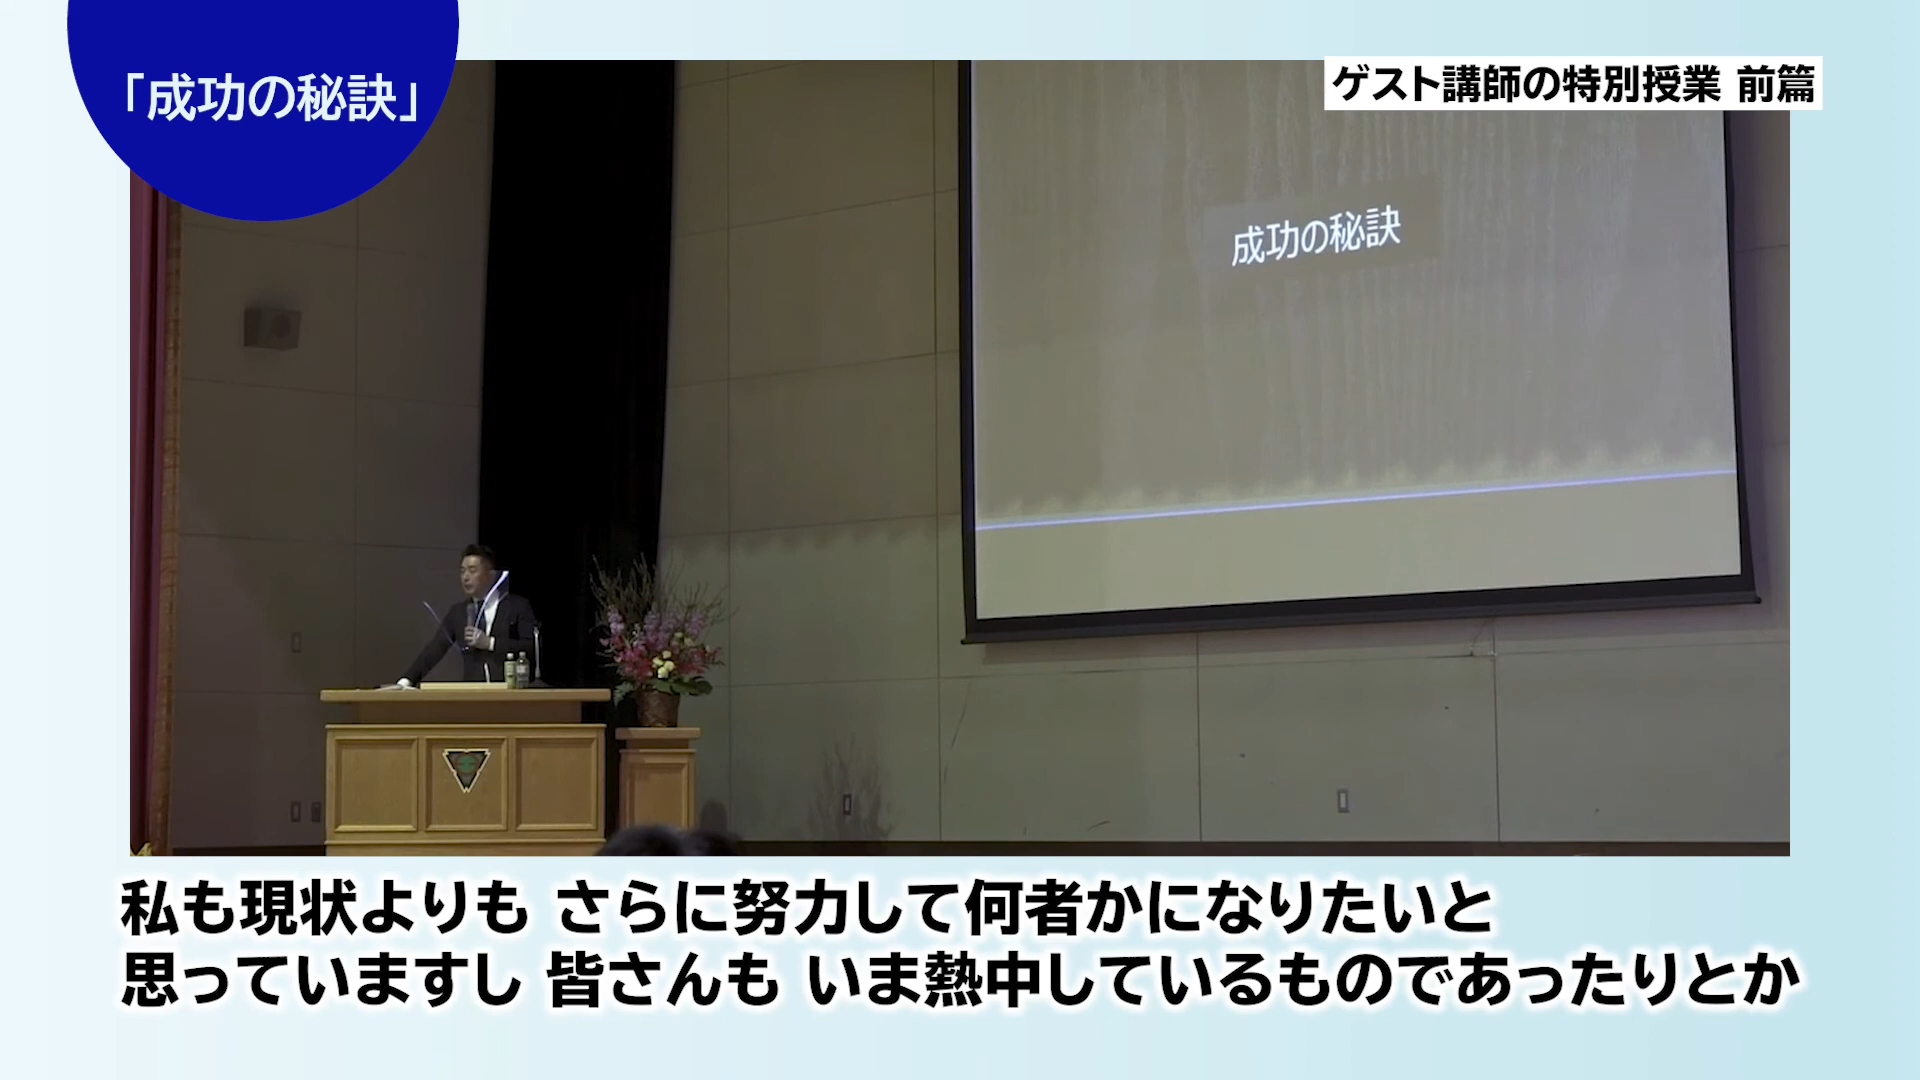 「成功の秘訣」
ゲスト講師の特別授業 前篇
成功の秘訣
私も現状よりも さらに努力して何者かになりたいと
思っていますし 皆さんも いま熱中しているものであったりとか